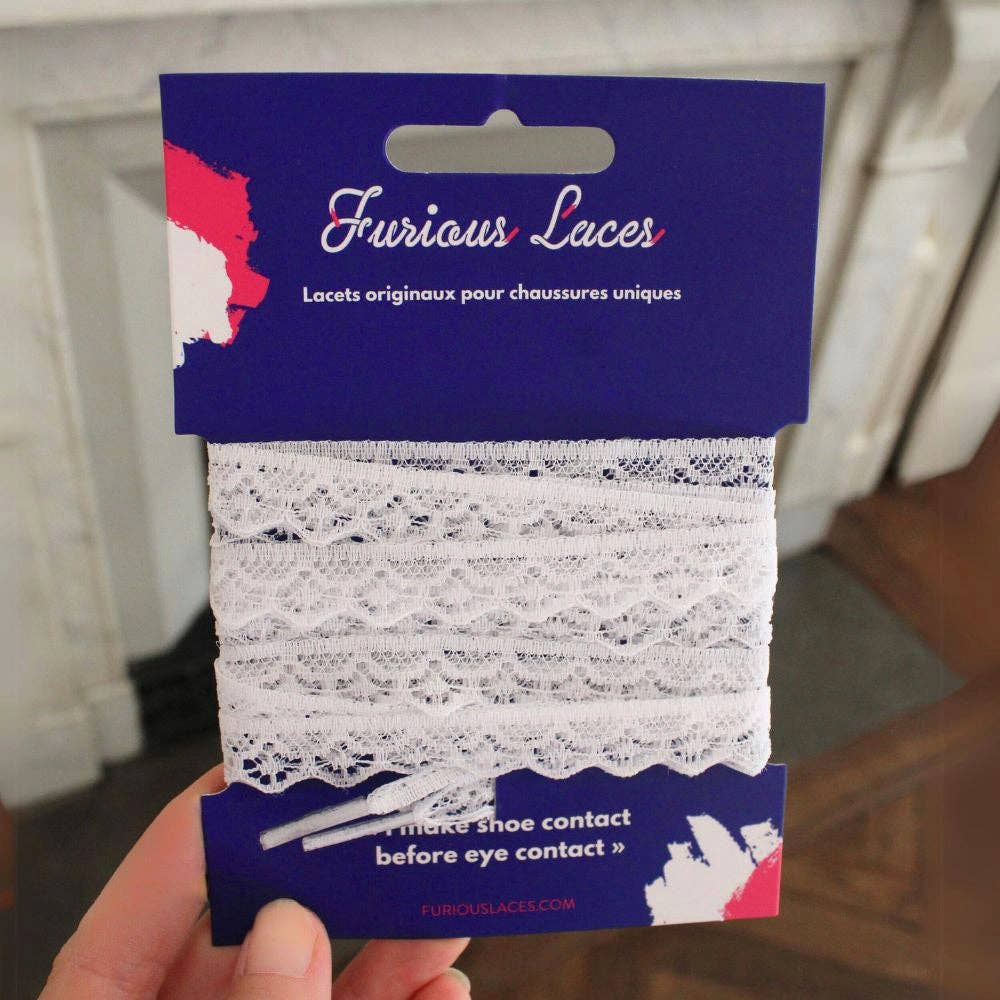 Furious Laces
Lacets originaux pour chaussures uniques
I make shoe contact
before eye contact »
FURIOUSLACES.COM